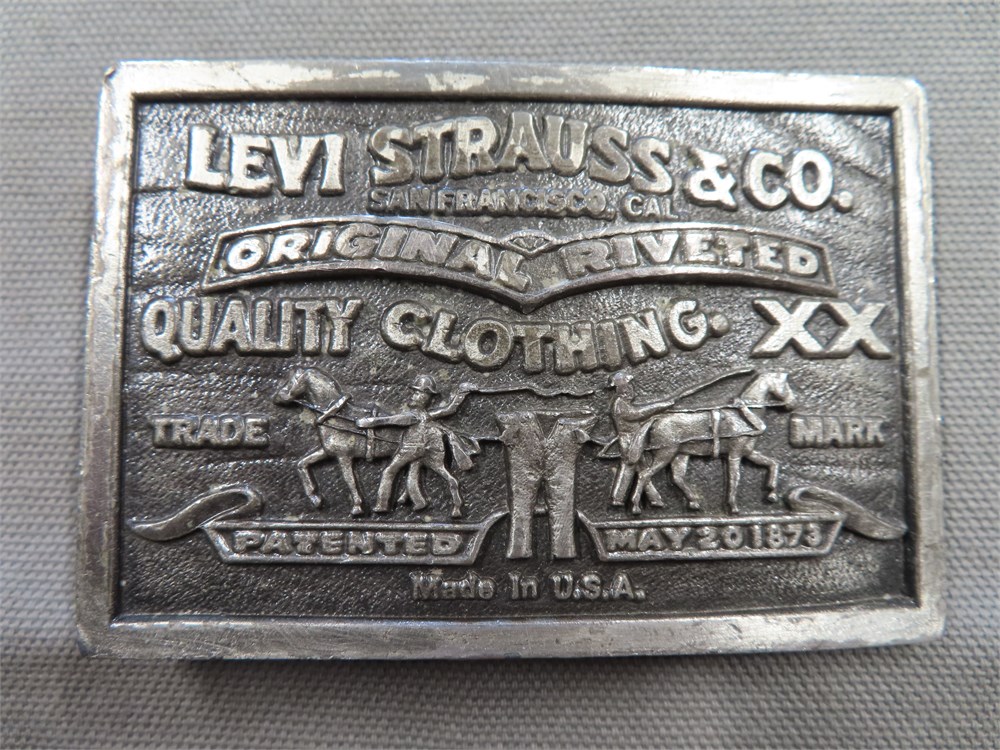 LEVI STRAUSS & CO.
SAN FRANCISCO, CAL
ORIGINAL RIVETED
QUALITY CLOTHING. XX
TRADE MARK
PATENTED MAY 20 1873
Made In U.S.A.